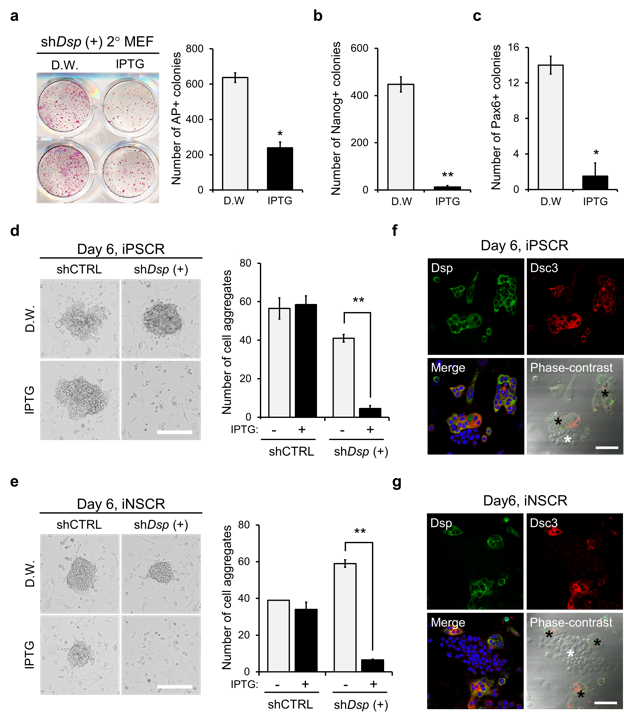 a
shDsp (+) 2° MEF
D.W.
IPTG
Number of AP+ colonies
800
600
400
200
0
*
D.W
IPTG
b
Number of Nanog+ colonies
600
400
200
0
**
D.W
IPTG
c
Number of Pax6+ colonies
16
12
8
4
0
*
D.W
IPTG
d
Day 6, iPSCR
shCTRL
shDsp (+)
D.W.
IPTG
Number of cell aggregates
80
60
40
20
0
**
IPTG:
-
+
-
+
shCTRL
shDsp (+)
e
Day 6, iNSCR
shCTRL
shDsp (+)
D.W.
IPTG
Number of cell aggregates
80
60
40
20
0
**
IPTG:
-
+
-
+
shCTRL
shDsp (+)
f
Day 6, iPSCR
Dsp
Dsc3
Merge
Phase-contrast
*
*
*
g
Day6, iNSCR
Dsp
Dsc3
Merge
Phase-contrast
*
*
*
*